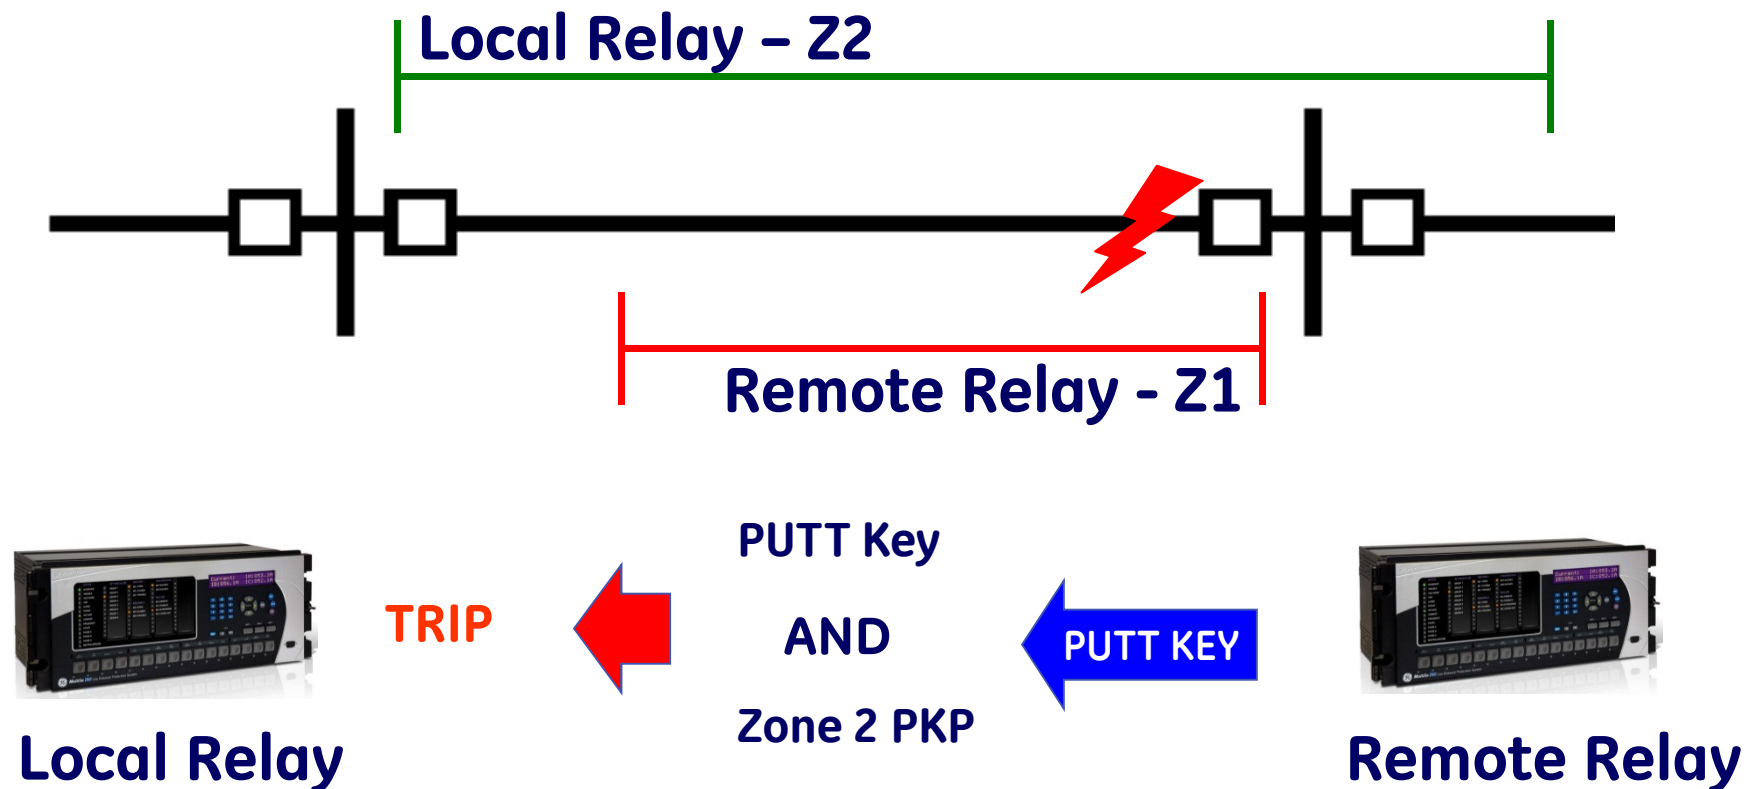 Local Relay – Z2
Remote Relay - Z1
PUTT Key
TRIP
AND
PUTT KEY
Zone 2 PKP
Local Relay
Remote Relay